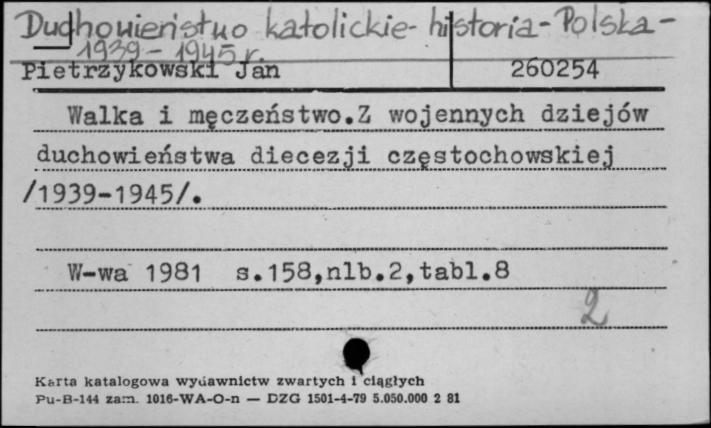 Duchowieństwo katolickie - historia - Polska -
1939 - 1945 r.
Pietrzykowski Jan 260254
Walka i męczeństwo.Z wojennych dziejów
duchowieństwa diecezji częstochowskiej
/1939-1945/.
W-wa 1981 s.158,nlb.2,tabl.8
2
Karta katalogowa wydawnictw zwartych i ciągłych
Pu-B-144 zam. 1016-WA-O-n — DZG 1501-4-79 5.050.000 2 81